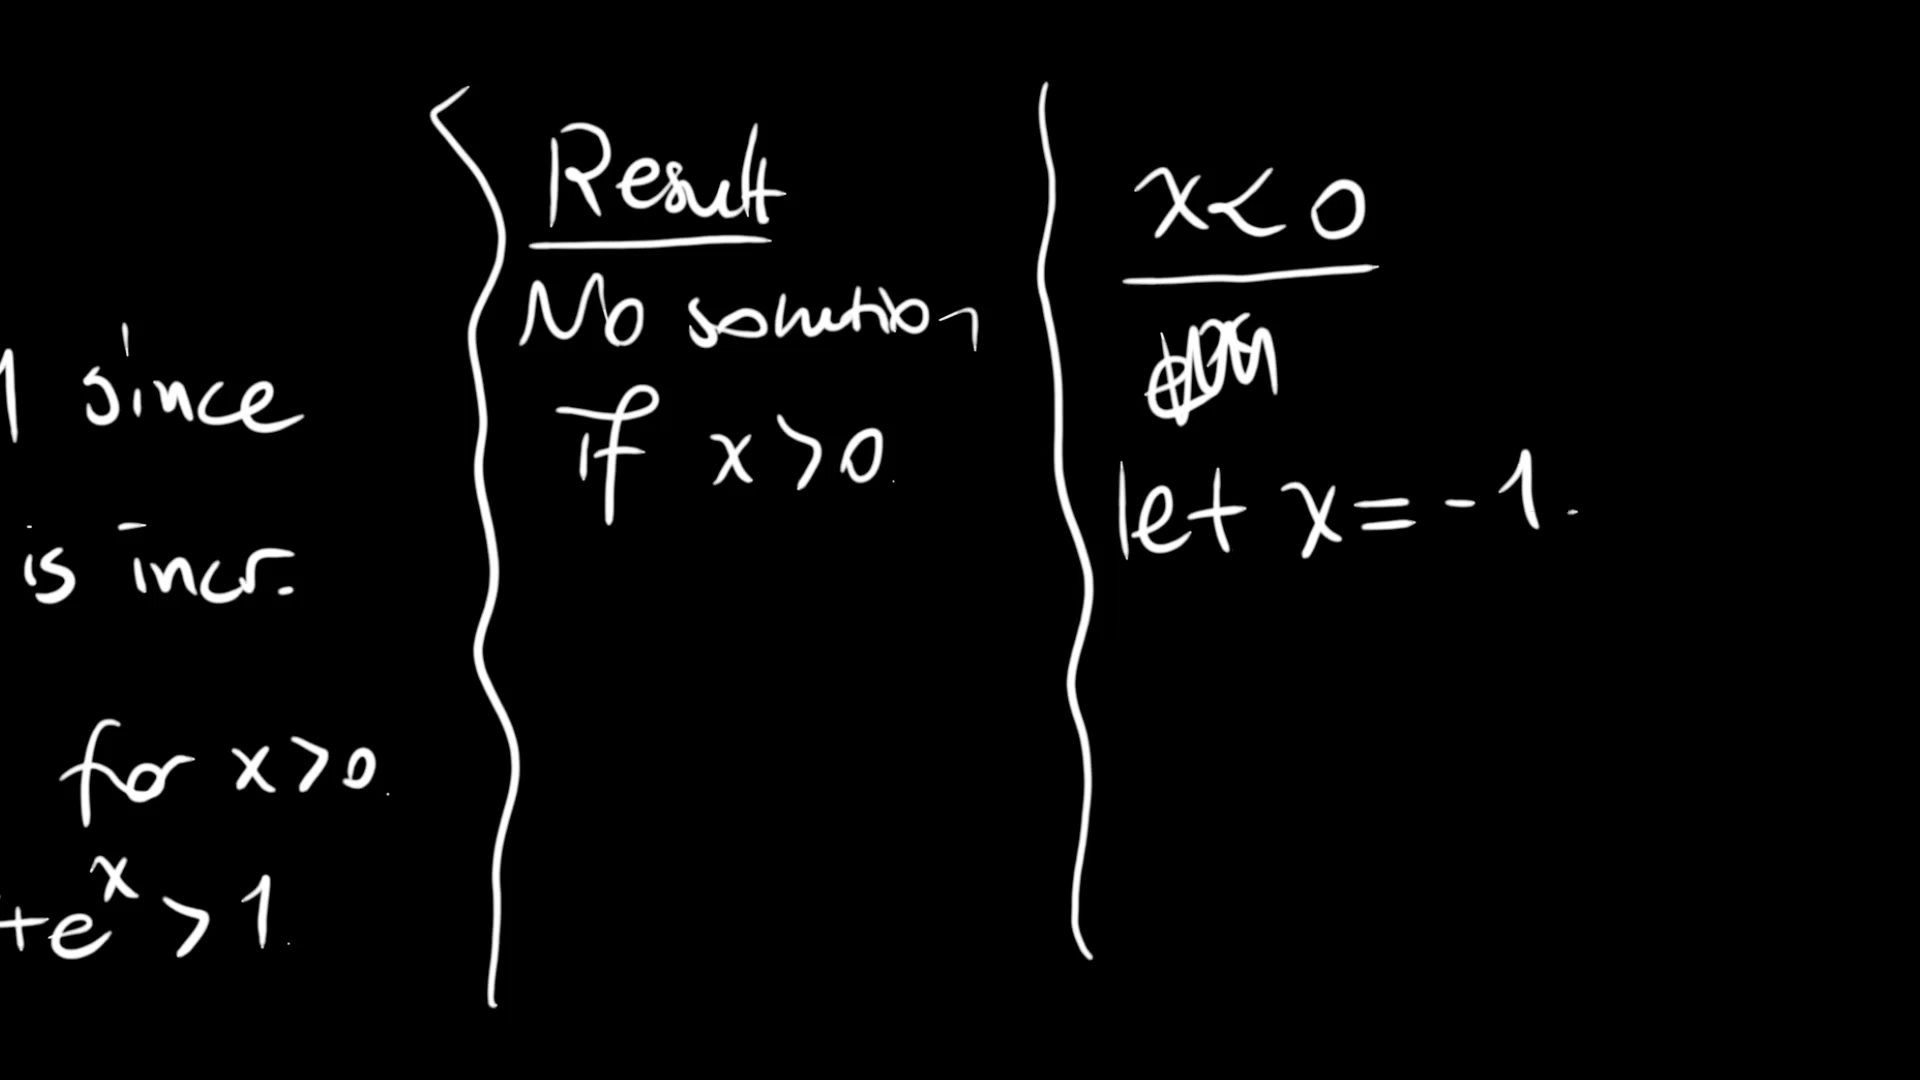 1 since
is incr.
for x>0.
+e^x > 1.
Result
No solution
if x>0.
x<0
let x=-1.